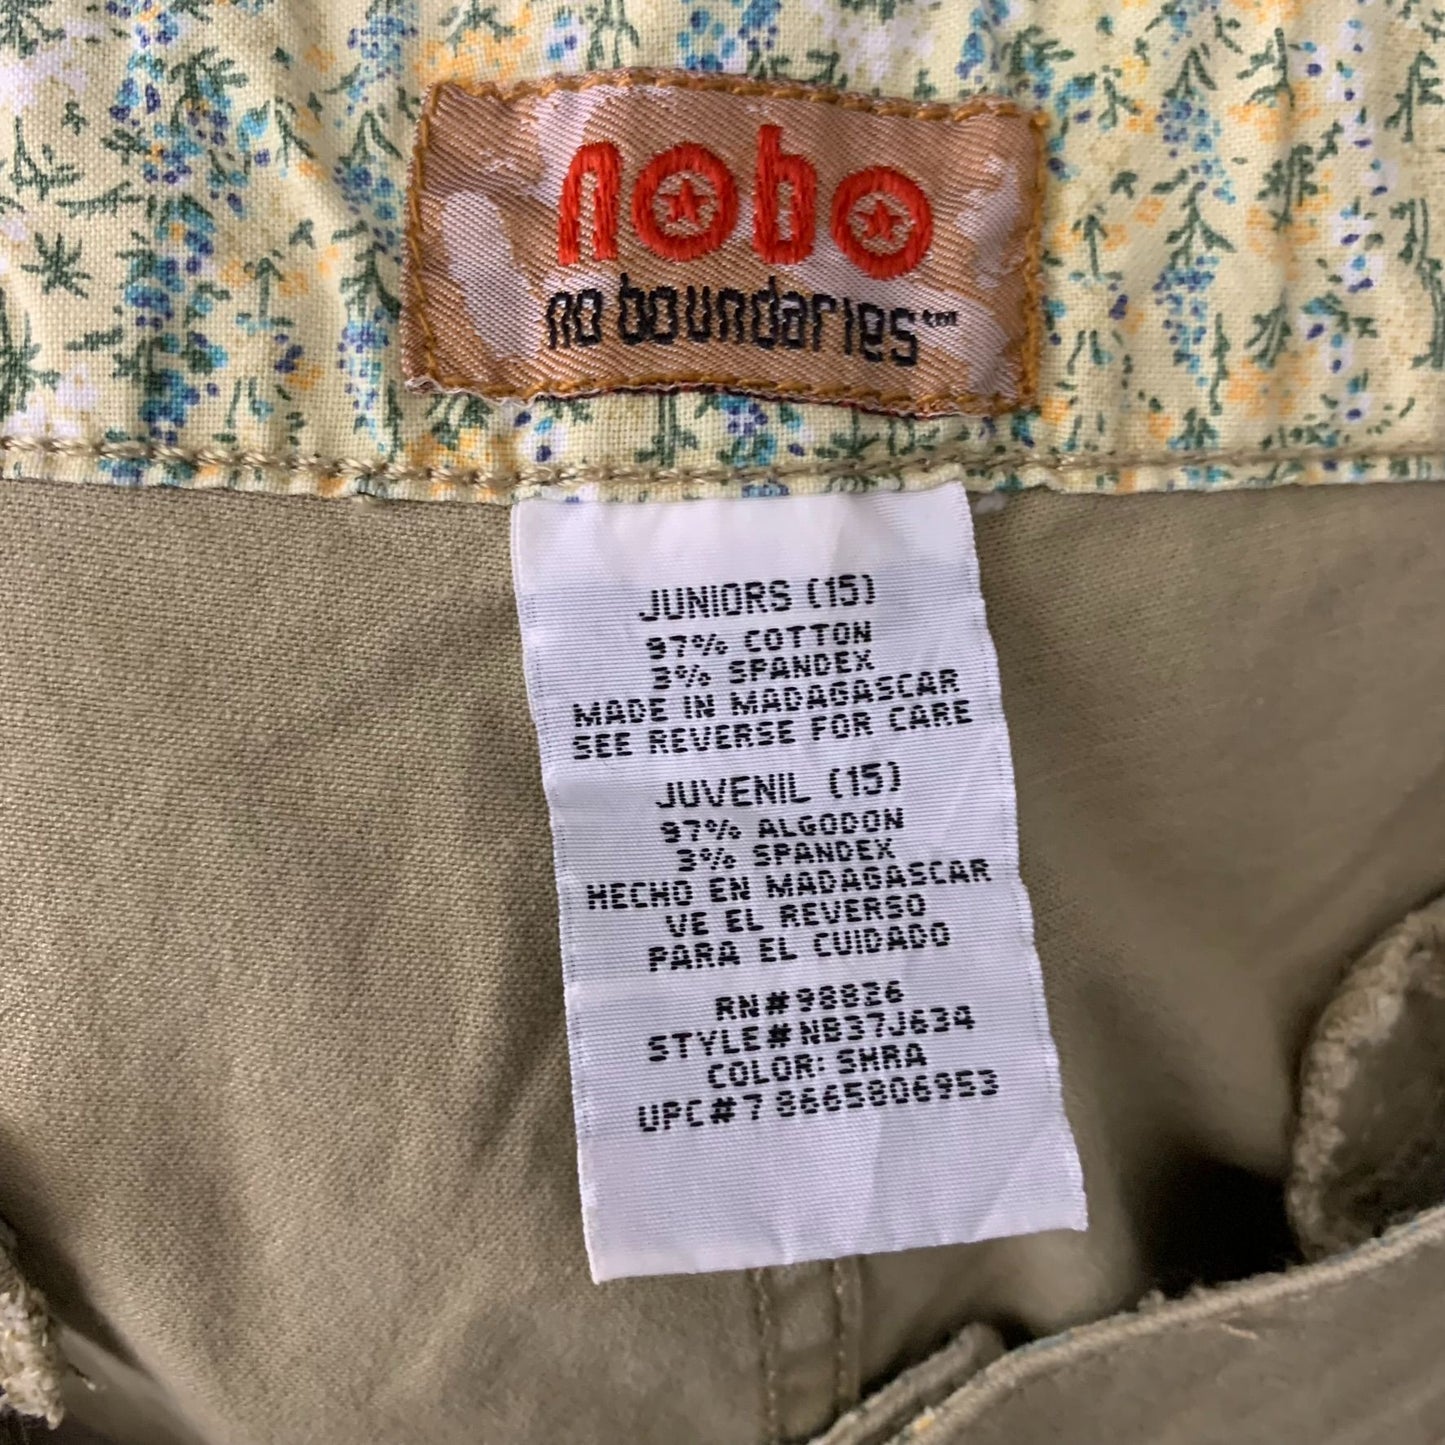 nobo
no boundaries™
JUNIORS (15)
97% COTTON
3% SPANDEX
MADE IN MADAGASCAR
SEE REVERSE FOR CARE
JUVENIL (15)
97% ALGODON
3% SPANDEX
HECHO EN MADAGASCAR
VE EL REVERSO
PARA EL CUIDADO
RN#98826
STYLE#NB37J634
COLOR: SHRA
UPC#7 8665806953